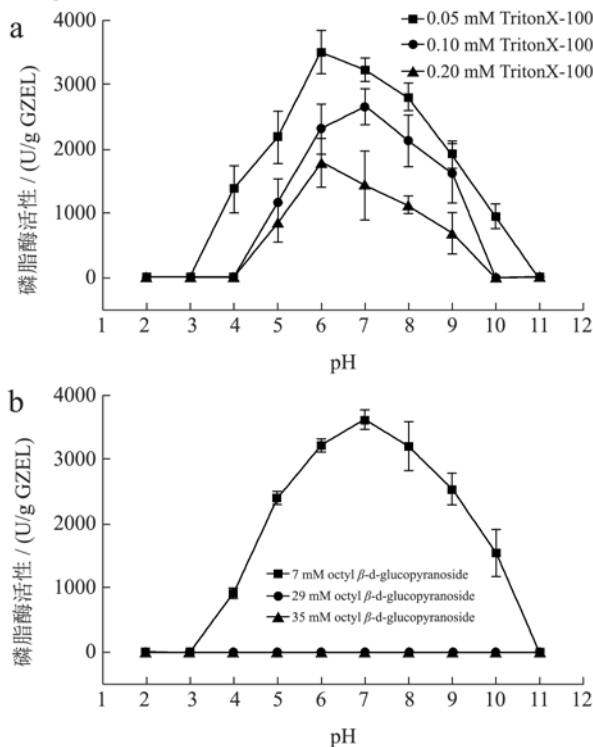 a
0.05 mM TritonX-100
0.10 mM TritonX-100
0.20 mM TritonX-100
4000
3000
2000
1000
0
磷脂酶活性 / (U/g GZEL)
1 2 3 4 5 6 7 8 9 10 11 12
pH
b
4000
3000
2000
1000
0
磷脂酶活性 / (U/g GZEL)
7 mM octyl β-d-glucopyranoside
29 mM octyl β-d-glucopyranoside
35 mM octyl β-d-glucopyranoside
1 2 3 4 5 6 7 8 9 10 11 12
pH